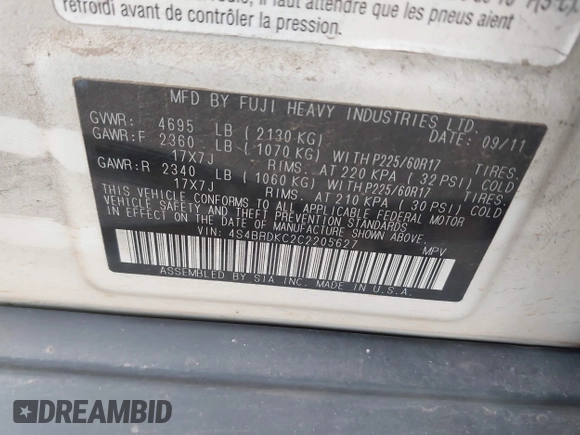 refroidi avant de contrôler la pression.
MFD BY FUJI HEAVY INDUSTRIES LTD.
GVWR: 4695 LB (2130 KG) DATE: 09/11
GAWR:F 2360 LB (1070 KG) WITH P225/60R17 TIRES.
17X7J RIMS. AT 220 KPA (32 PSI) COLD
GAWR:R 2340 LB (1060 KG) WITH P225/60R17 TIRES.
17X7J RIMS. AT 210 KPA (30 PSI) COLD
THIS VEHICLE CONFORMS TO ALL APPLICABLE FEDERAL MOTOR
VEHICLE SAFETY AND THEFT PREVENTION STANDARDS
IN EFFECT ON THE DATE OF MANUFACTURE SHOWN ABOVE.
VIN: 4S4BRDKC2C2205627 MPV
ASSEMBLED BY SIA INC. MADE IN U.S.A.
DREAMBID